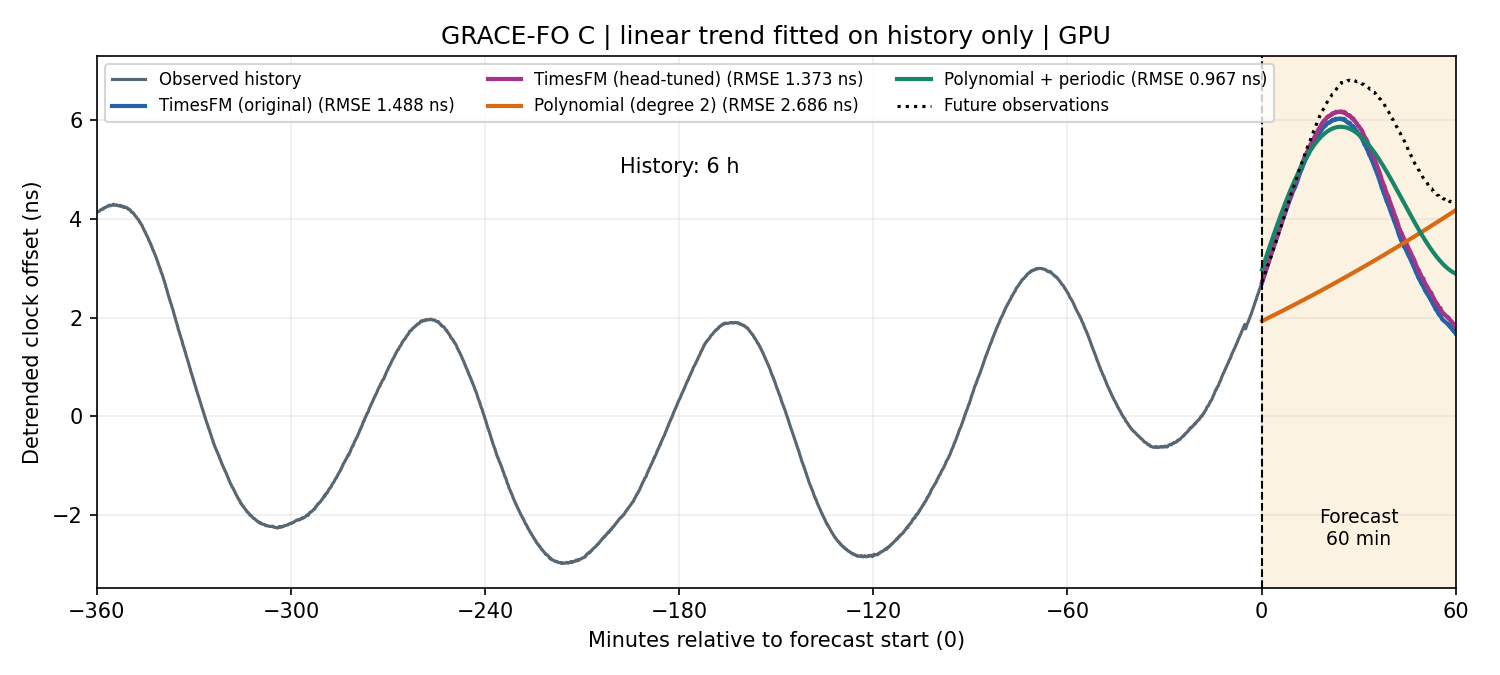 GRACE-FO C | linear trend fitted on history only | GPU
Observed history
TimesFM (original) (RMSE 1.488 ns)
TimesFM (head-tuned) (RMSE 1.373 ns)
Polynomial (degree 2) (RMSE 2.686 ns)
Polynomial + periodic (RMSE 0.967 ns)
Future observations
History: 6 h
Forecast
60 min
Detrended clock offset (ns)
6
4
2
0
−2
−360
−300
−240
−180
−120
−60
0
60
Minutes relative to forecast start (0)